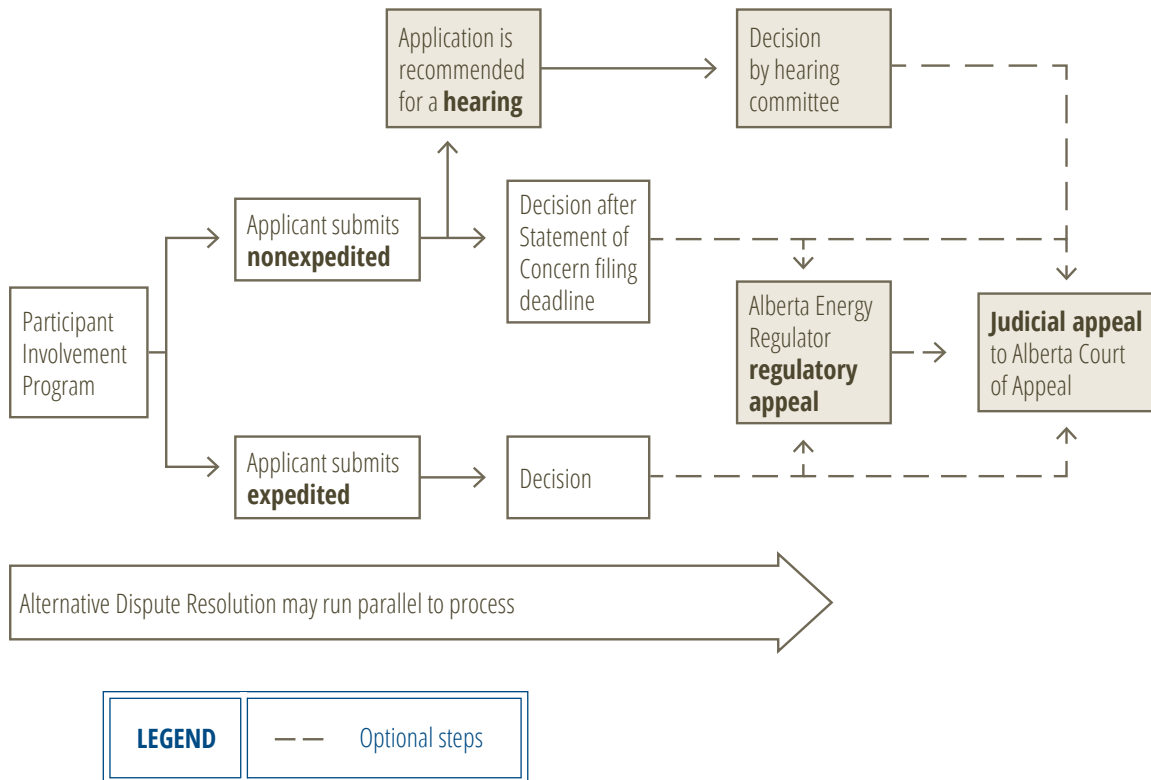 Application is
recommended
for a hearing
Decision
by hearing
committee
Applicant submits
nonexpedited
Decision after
Statement of
Concern filing
deadline
Participant
Involvement
Program
Alberta Energy
Regulator
regulatory
appeal
Judicial appeal
to Alberta Court
of Appeal
Applicant submits
expedited
Decision
Alternative Dispute Resolution may run parallel to process
LEGEND
Optional steps